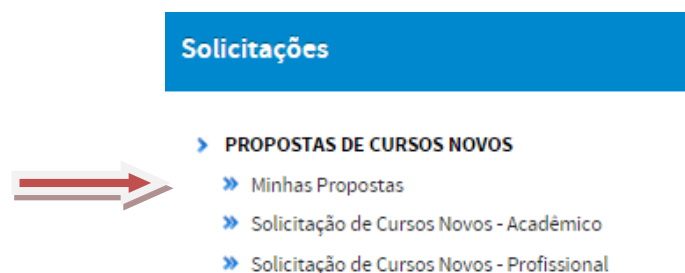 Solicitações
PROPOSTAS DE CURSOS NOVOS
Minhas Propostas
Solicitação de Cursos Novos - Acadêmico
Solicitação de Cursos Novos - Profissional